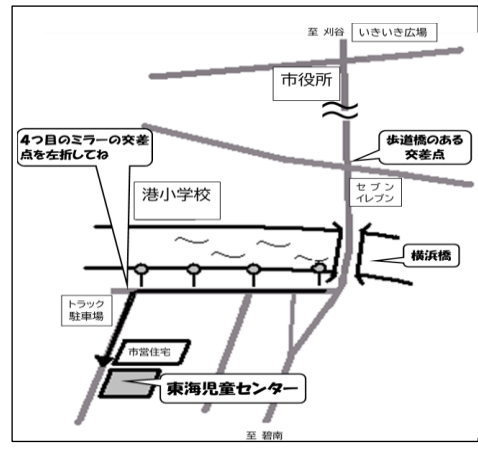 至 刈谷
いきいき広場
市役所
4つ目のミラーの交差
点を左折してね
歩道橋のある
交差点
港小学校
セブン
イレブン
横浜橋
トラック
駐車場
市営住宅
東海児童センター
至 碧南